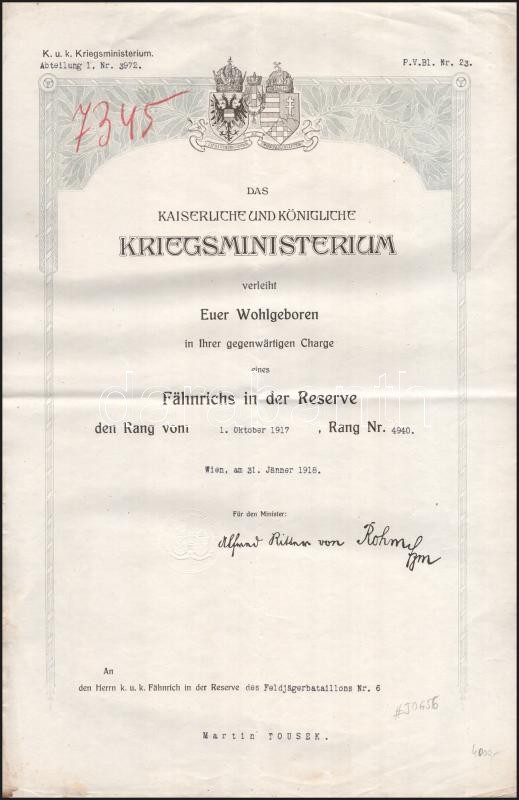 K. u. k. Kriegsministerium.
Abteilung 1, Nr. 3972.
P.V.Bl. Nr. 23.
7345
DAS
KAISERLICHE UND KÖNIGLICHE
KRIEGSMINISTERIUM
verleiht
Euer Wohlgeboren
in Ihrer gegenwärtigen Charge
eines
Fähnrichs in der Reserve
den Rang vom 1. Oktober 1917 , Rang Nr. 4940.
Wien, am 31. Jänner 1918.
Für den Minister:
Alfred Ritter von
An
den Herrn k. u. k. Fähnrich in der Reserve des Feldjägerbataillons Nr. 6
#J0656
Martin TOUSEK.
4000,-